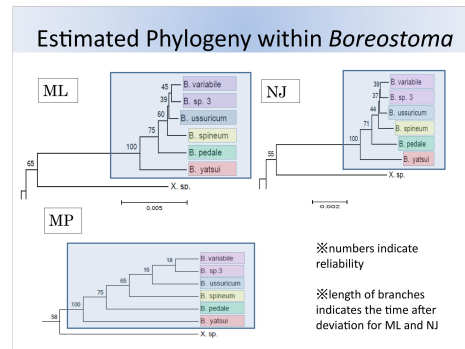 Estimated Phylogeny within Boreostoma
ML
45
B. variabile
39
B. sp. 3
60
B. ussuricum
75
B. spineum
100
B. pedale
B. yatsui
65
X. sp.
0.005
NJ
39
B. variabile
37
B. sp. 3
44
B. ussuricum
71
B. spineum
100
B. pedale
55
B. yatsui
X. sp.
0.002
MP
18
B. variabile
16
B. sp.3
65
B. ussuricum
75
B. spineum
100
B. pedale
58
B. yatsui
X. sp.
※numbers indicate
reliability
※length of branches
indicates the time after
deviation for ML and NJ